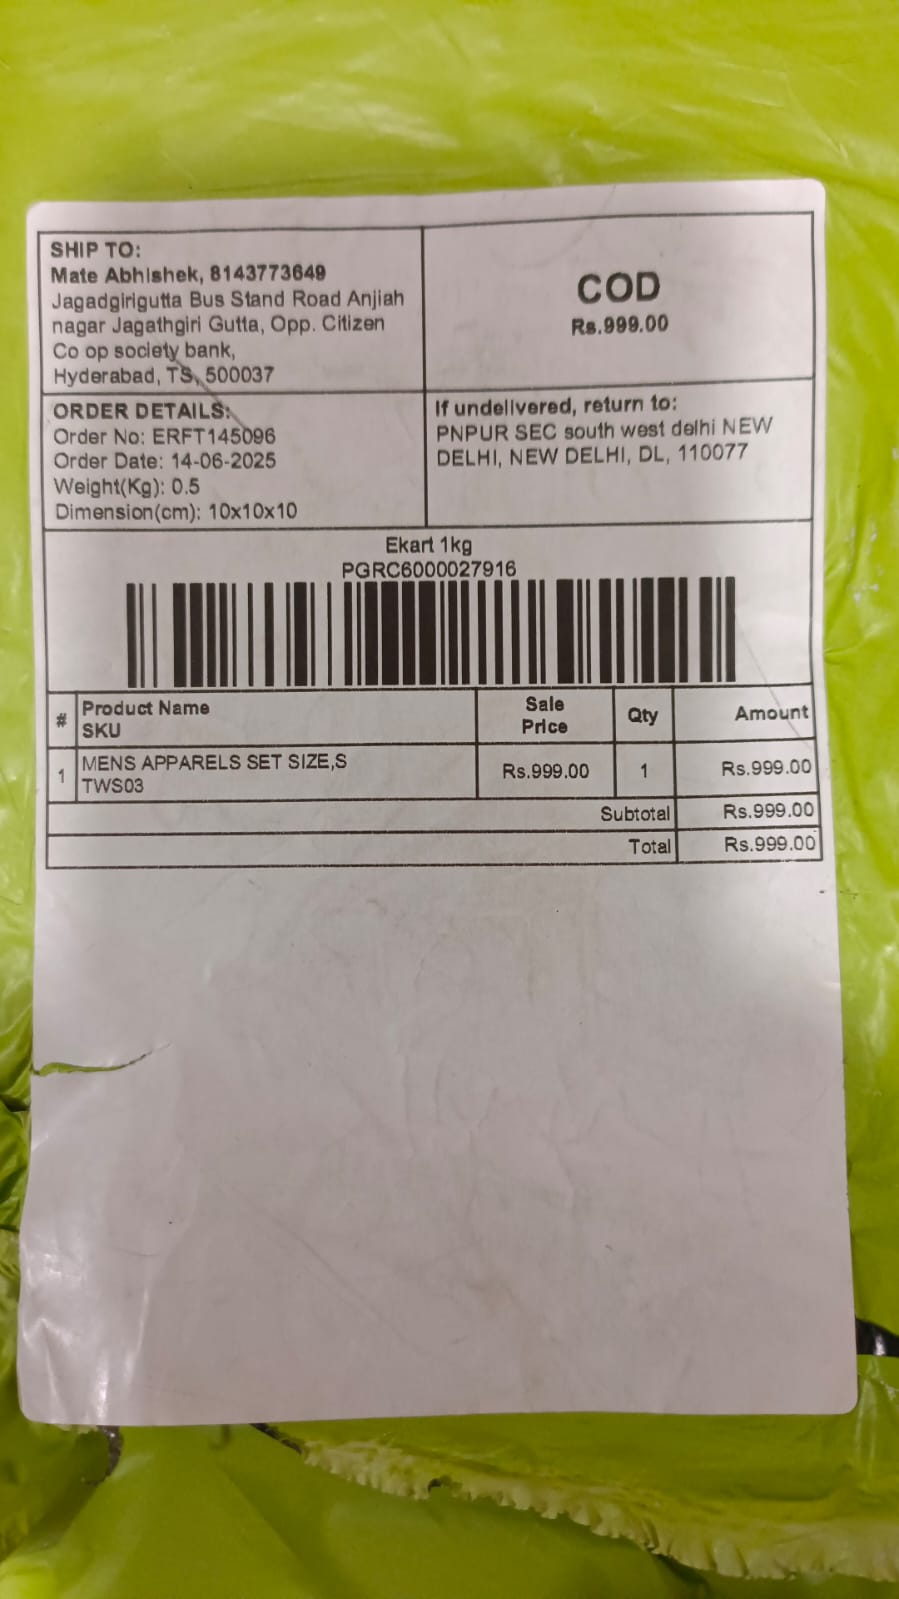 SHIP TO:
Mate Abhishek, 8143773649
Jagadgirigutta Bus Stand Road Anjiah
nagar Jagathgiri Gutta, Opp. Citizen
Co op society bank,
Hyderabad, TS, 500037
COD
Rs.999.00
ORDER DETAILS:
Order No: ERFT145096
Order Date: 14-06-2025
Weight(Kg): 0.5
Dimension(cm): 10x10x10
If undelivered, return to:
PNPUR SEC south west delhi NEW
DELHI, NEW DELHI, DL, 110077
Ekart 1kg
PGRC6000027916
# Product Name SKU Sale Price Qty Amount
1 MENS APPARELS SET SIZE,S TWS03 Rs.999.00 1 Rs.999.00
Subtotal Rs.999.00
Total Rs.999.00